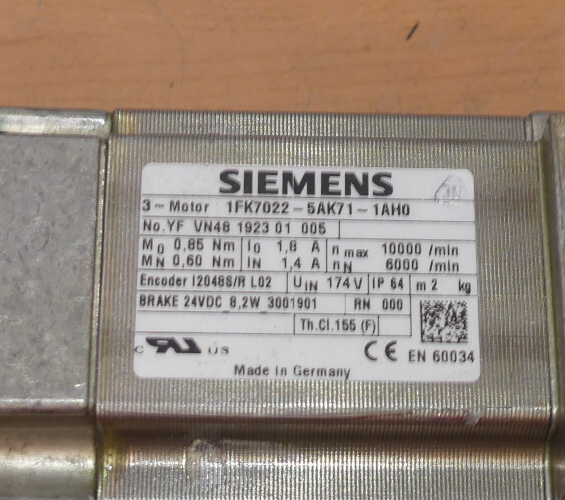 SIEMENS
3~Motor 1FK7022-5AK71-1AH0
No.YF VN48 1923 01 005
M0 0,85 Nm I0 1,8 A n max 10000 /min
MN 0,60 Nm IN 1,4 A nN 6000 /min
Encoder I2048S/R L02 UIN 174V IP 64 m 2 kg
BRAKE 24VDC 8,2W 3001901 RN 000
Th.Cl.155 (F)
c RU US CE EN 60034
Made in Germany